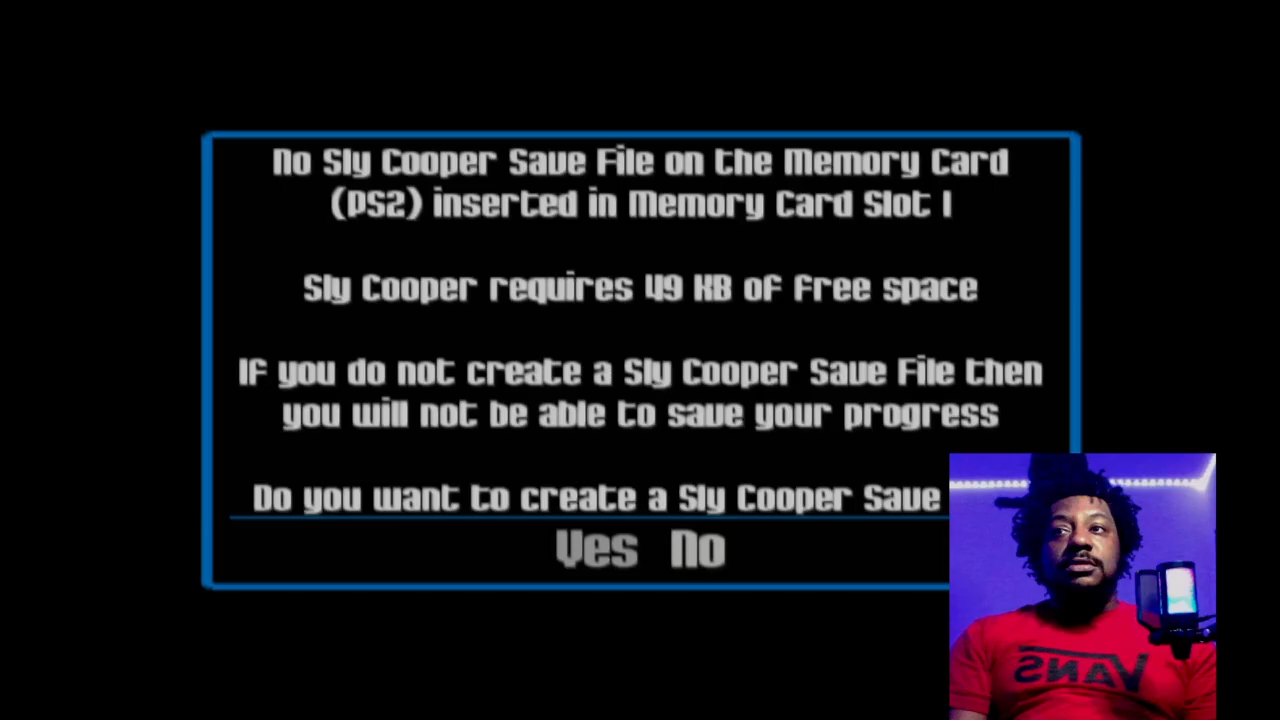 No Sly Cooper Save File on the Memory Card
(PS2) inserted in Memory Card Slot 1
Sly Cooper requires 49 KB of free space
If you do not create a Sly Cooper Save File then
you will not be able to save your progress
Do you want to create a Sly Cooper Save
Yes No
VANS